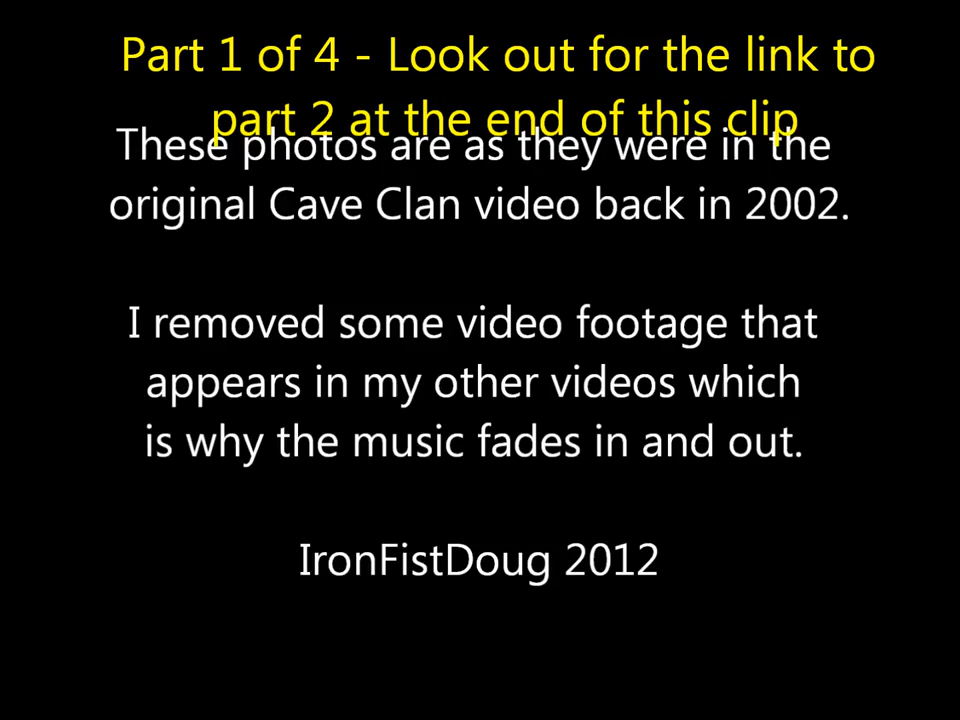 Part 1 of 4 - Look out for the link to
part 2 at the end of this clip
These photos are as they were in the
original Cave Clan video back in 2002.
I removed some video footage that
appears in my other videos which
is why the music fades in and out.
IronFistDoug 2012